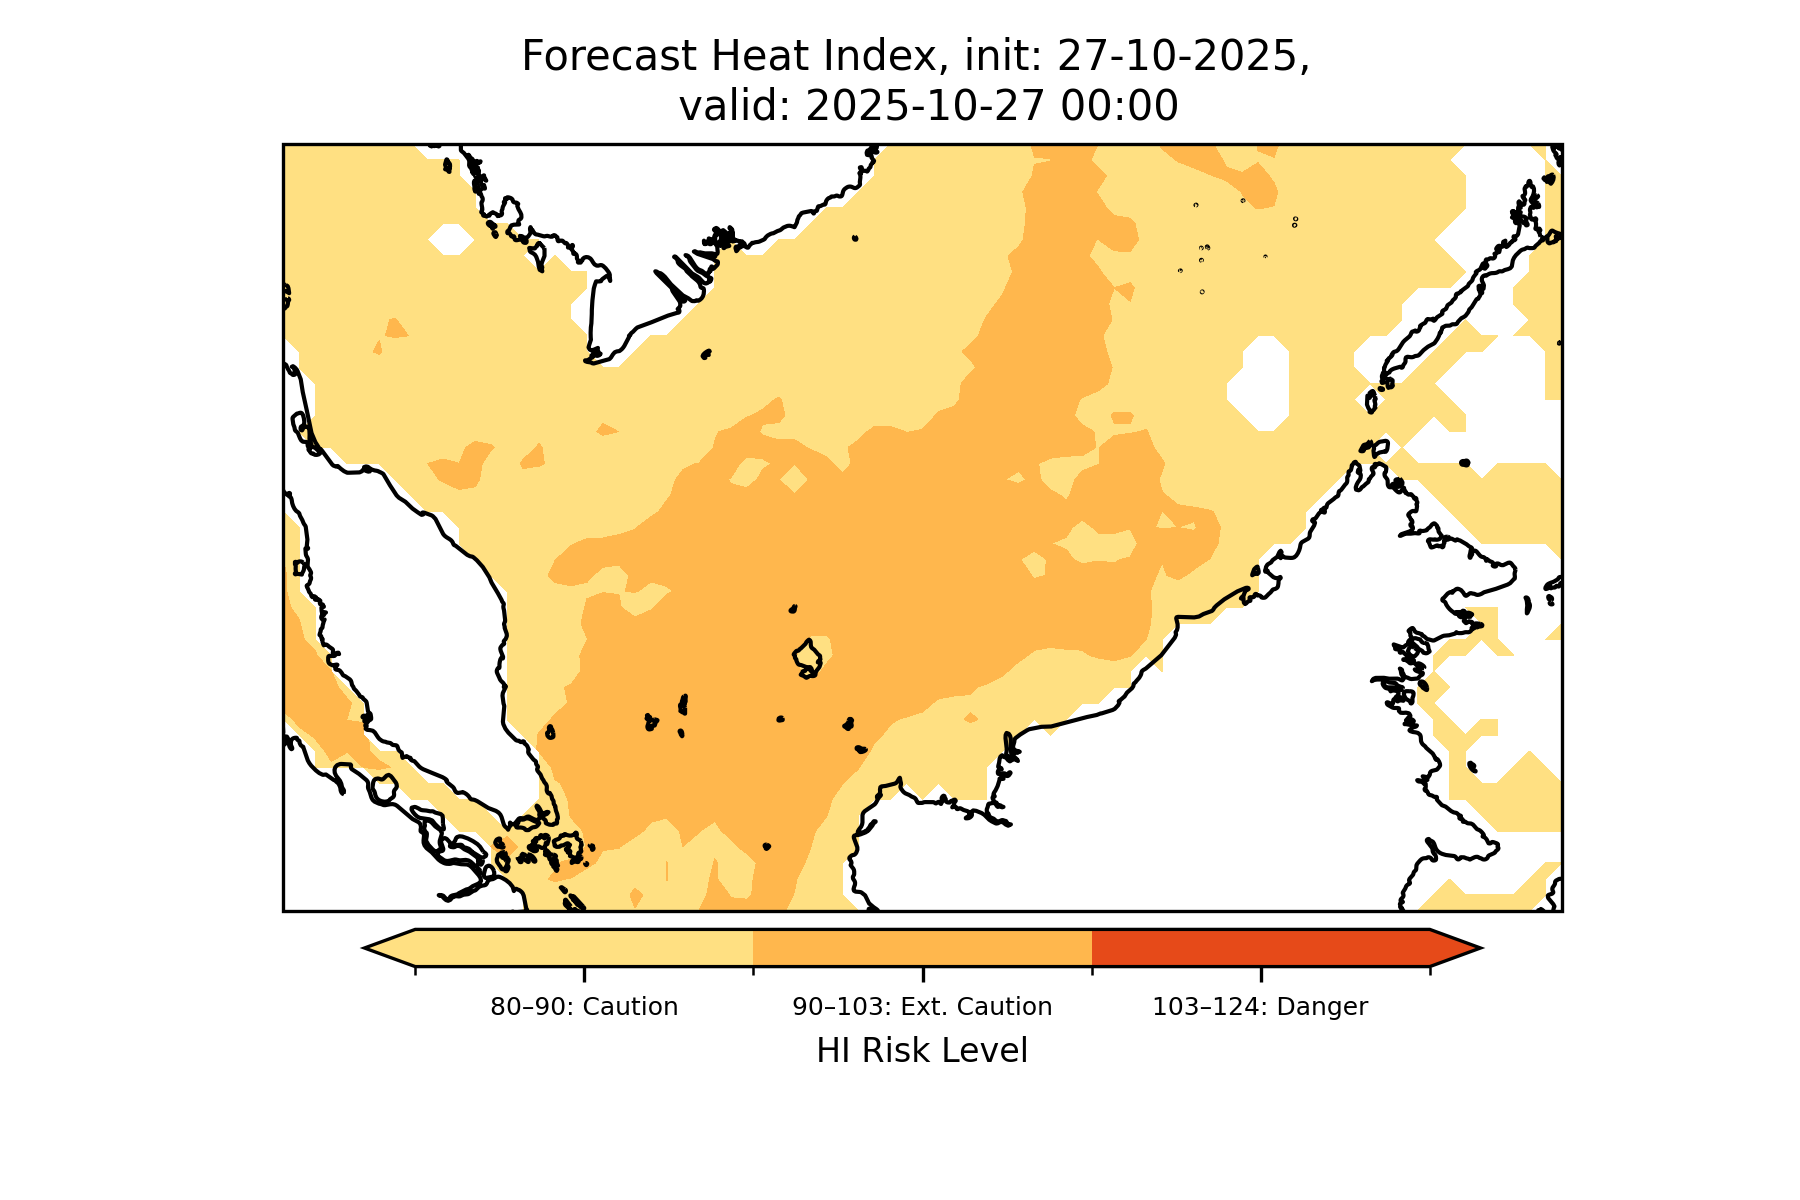 Forecast Heat Index, init: 27-10-2025,
valid: 2025-10-27 00:00
80–90: Caution
90–103: Ext. Caution
103–124: Danger
HI Risk Level